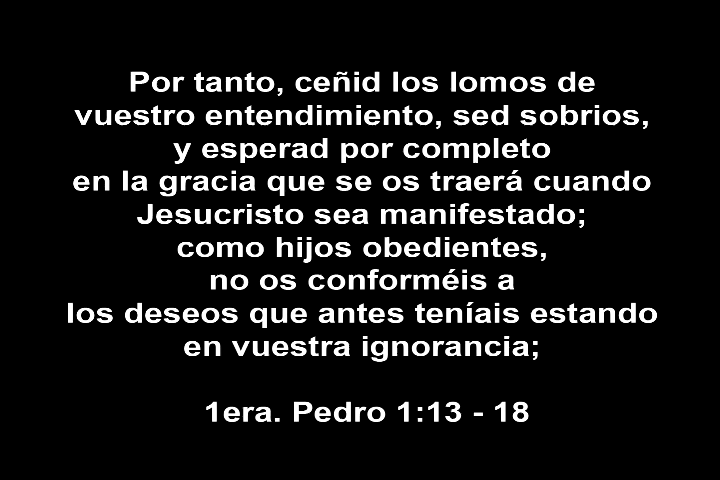 Por tanto, ceñid los lomos de
vuestro entendimiento, sed sobrios,
y esperad por completo
en la gracia que se os traerá cuando
Jesucristo sea manifestado;
como hijos obedientes,
no os conforméis a
los deseos que antes teníais estando
en vuestra ignorancia;
1era. Pedro 1:13 - 18